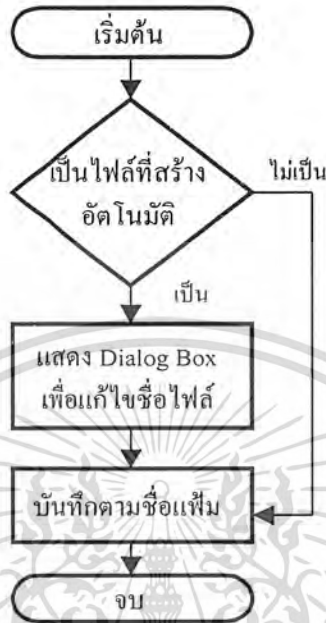 เริ่มต้น
เป็นไฟล์ที่สร้าง
อัตโนมัติ
ไม่เป็น
เป็น
แสดง Dialog Box
เพื่อแก้ไขชื่อไฟล์
บันทึกตามชื่อแฟ้ม
จบ